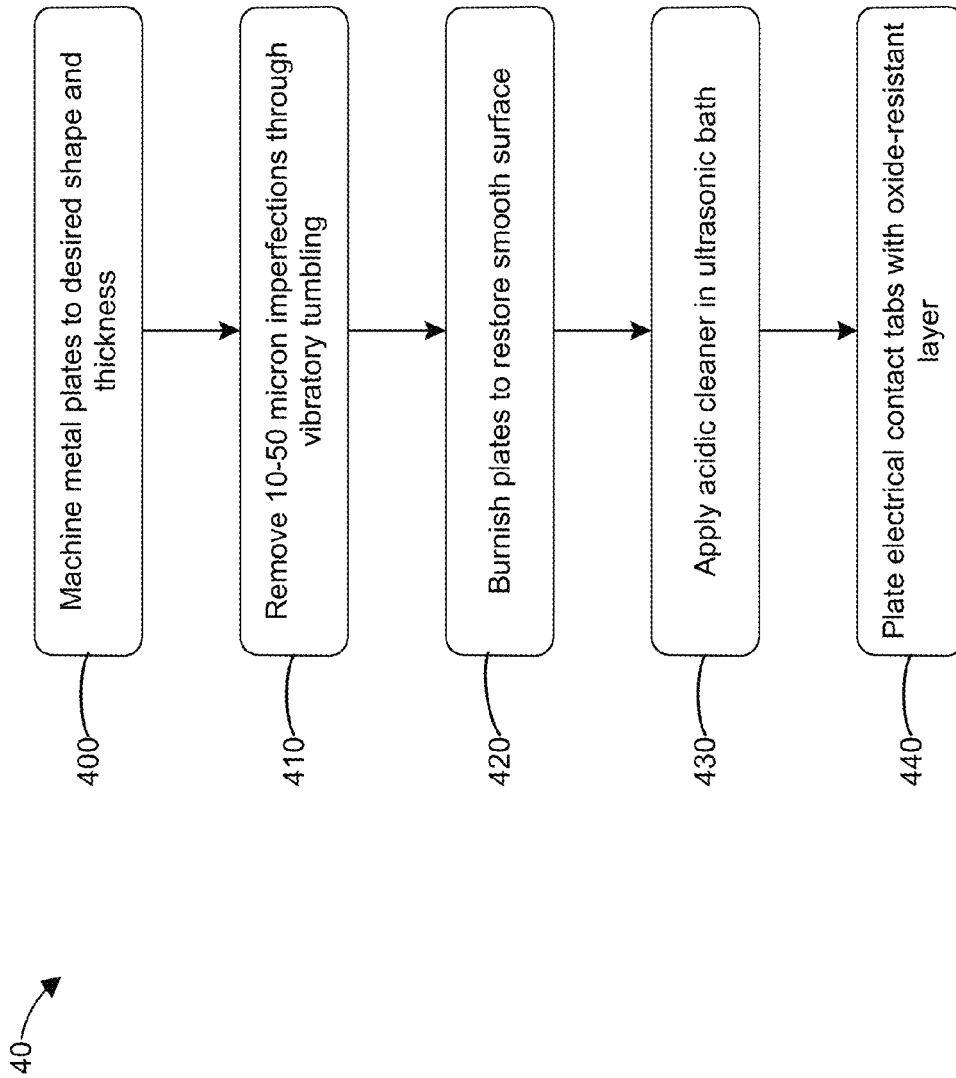 40
400
Machine metal plates to desired shape and
thickness
410
Remove 10-50 micron imperfections through
vibratory tumbling
420
Burnish plates to restore smooth surface
430
Apply acidic cleaner in ultrasonic bath
440
Plate electrical contact tabs with oxide-resistant
layer